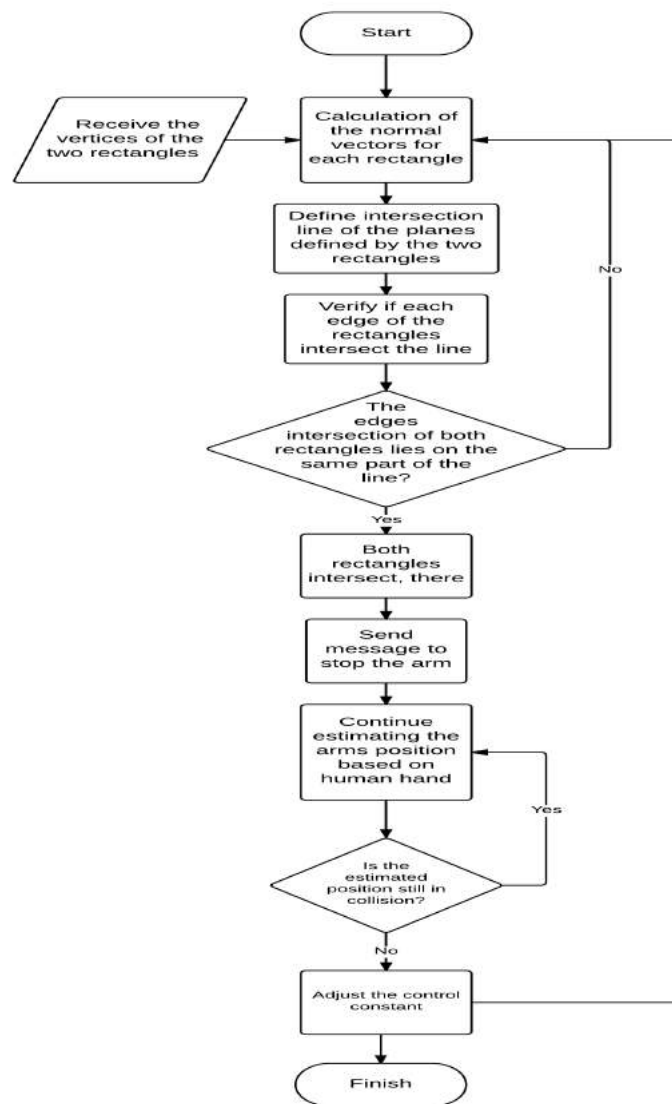 Start
Receive the
vertices of the
two rectangles
Calculation of
the normal
vectors for
each rectangle
Define intersection
line of the planes
defined by the two
rectangles
No
Verify if each
edge of the
rectangles
intersect the line
The
edges
intersection of both
rectangles lies on the
same part of the
line?
Yes
Both
rectangles
intersect, there
Send
message to
stop the arm
Continue
estimating the
arms position
based on
human hand
Yes
Is the
estimated
position still in
collision?
No
Adjust the control
constant
Finish